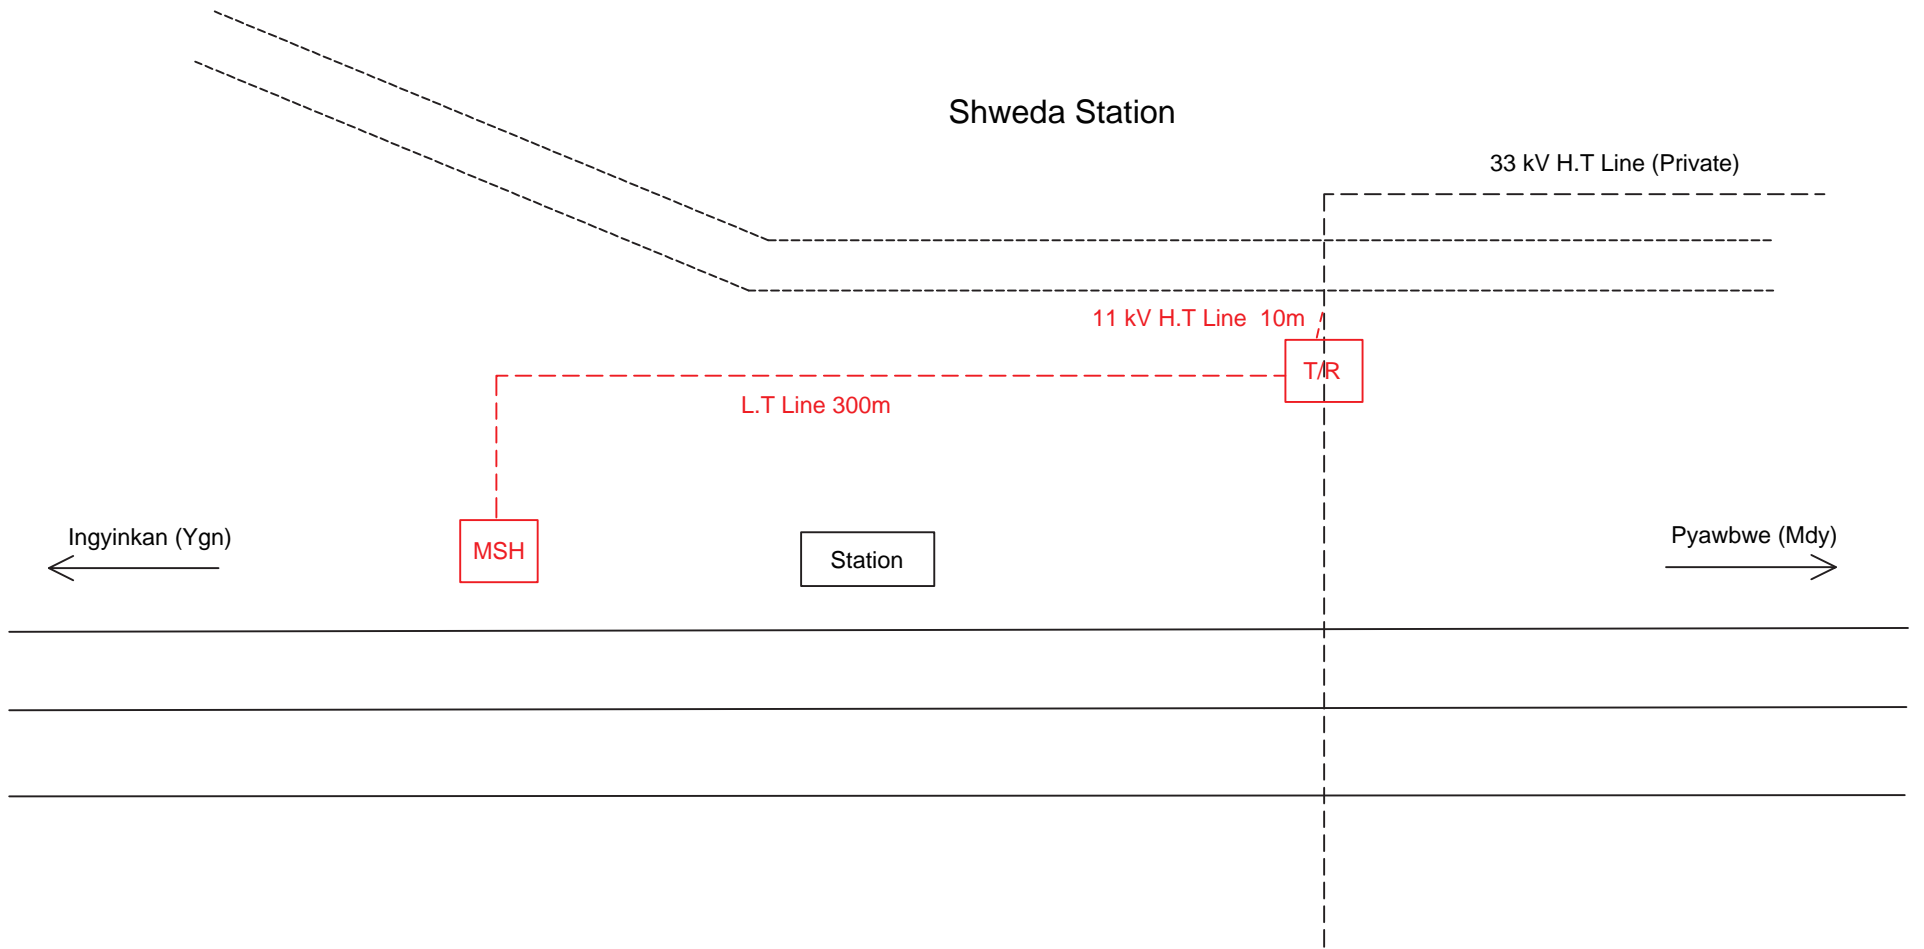 Shweda Station
33 kV H.T Line (Private)
11 kV H.T Line  10m
T/R
L.T Line 300m
Ingyinkan (Ygn)
MSH
Station
Pyawbwe (Mdy)